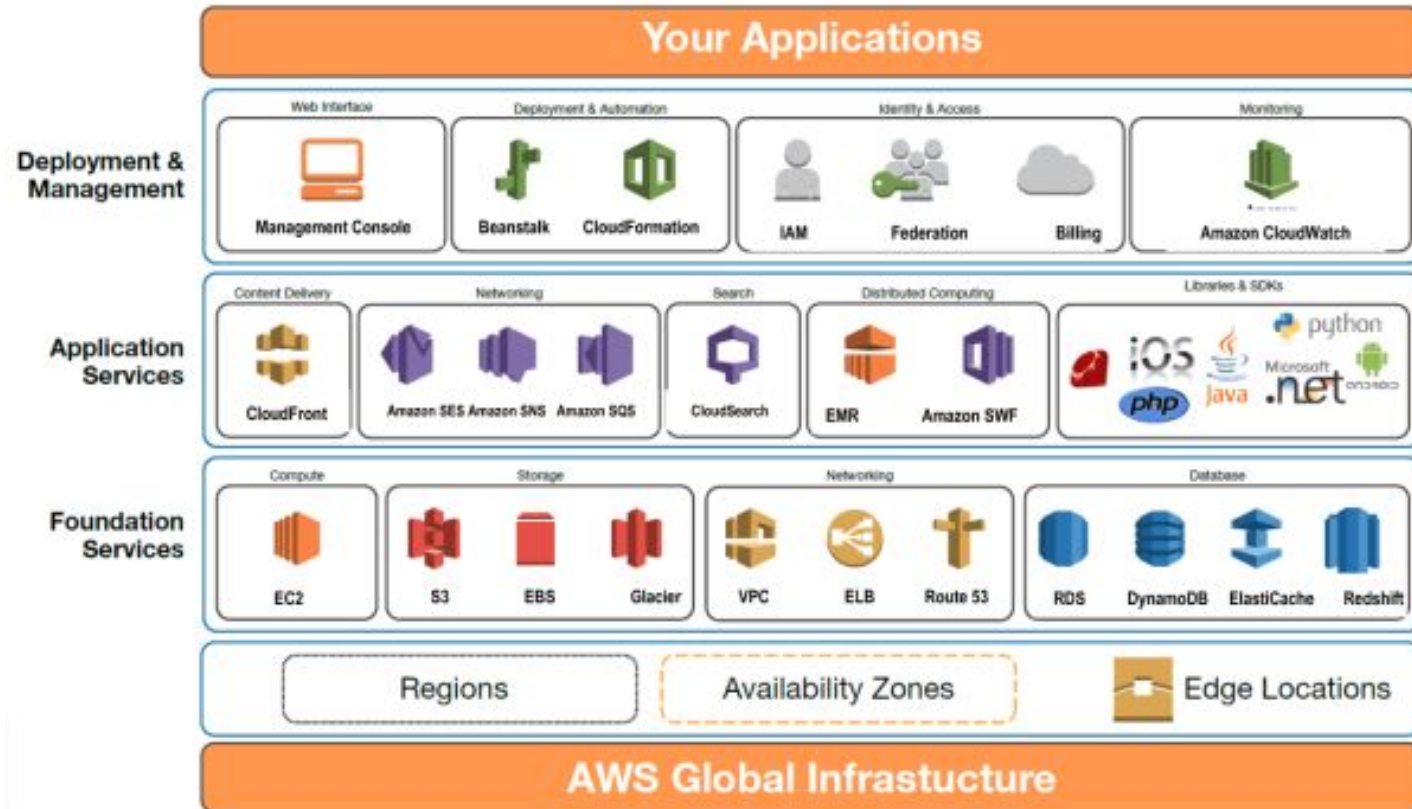 Your Applications
Deployment &
Management
Web Interface
Management Console
Deployment & Automation
Beanstalk
CloudFormation
Identity & Access
IAM
Federation
Billing
Monitoring
Amazon CloudWatch
Application
Services
Content Delivery
CloudFront
Networking
Amazon SES
Amazon SNS
Amazon SQS
Search
CloudSearch
Distributed Computing
EMR
Amazon SWF
Libraries & SDKs
iOS
php
Java
python
Microsoft
.net
ANDROID
Foundation
Services
Compute
EC2
Storage
S3
EBS
Glacier
Networking
VPC
ELB
Route 53
Database
RDS
DynamoDB
ElastiCache
Redshift
Regions
Availability Zones
Edge Locations
AWS Global Infrastucture